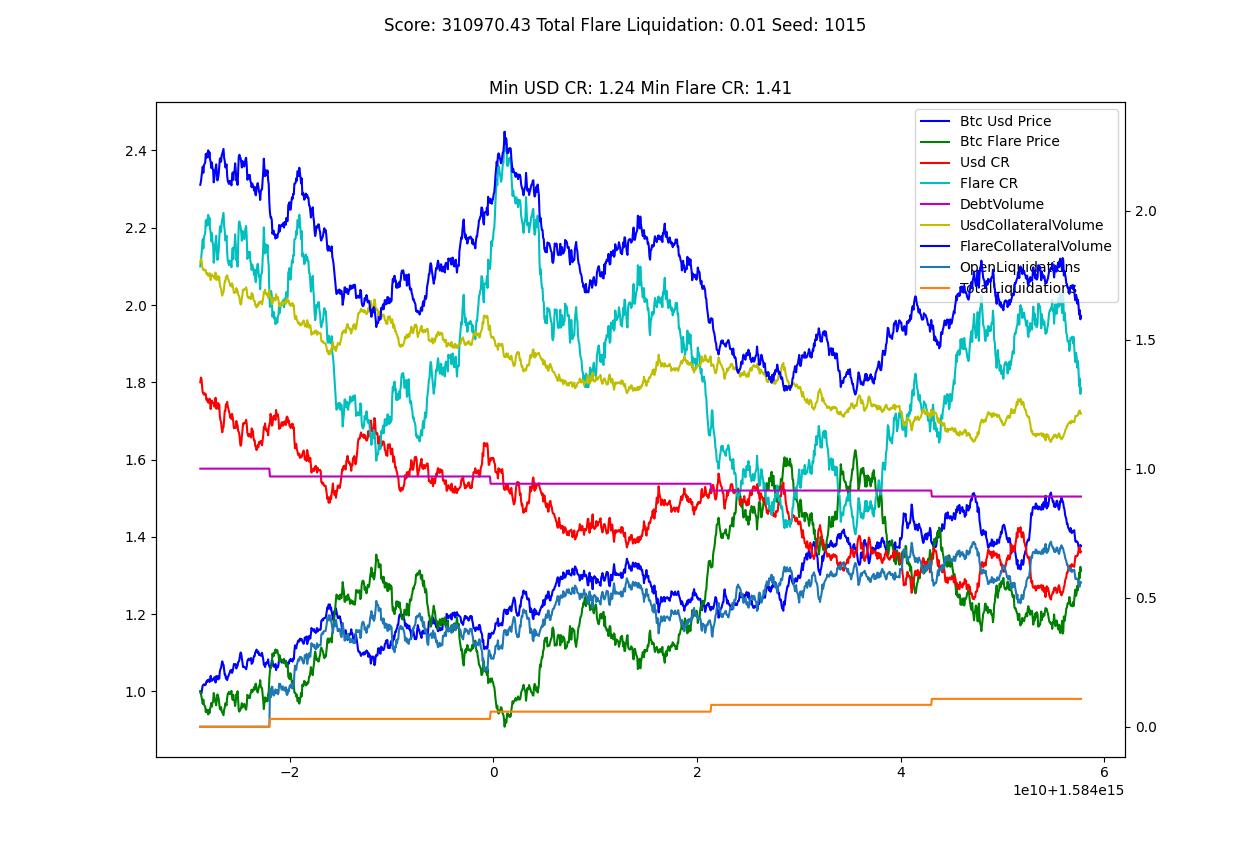 Score: 310970.43 Total Flare Liquidation: 0.01 Seed: 1015
Min USD CR: 1.24 Min Flare CR: 1.41
Btc Usd Price
Btc Flare Price
Usd CR
Flare CR
DebtVolume
UsdCollateralVolume
FlareCollateralVolume
OpenLiquidations
TotalLiquidations
2.4
2.2
2.0
1.8
1.6
1.4
1.2
1.0
2.0
1.5
1.0
0.5
0.0
−2
0
2
4
6
1e10+1.584e15